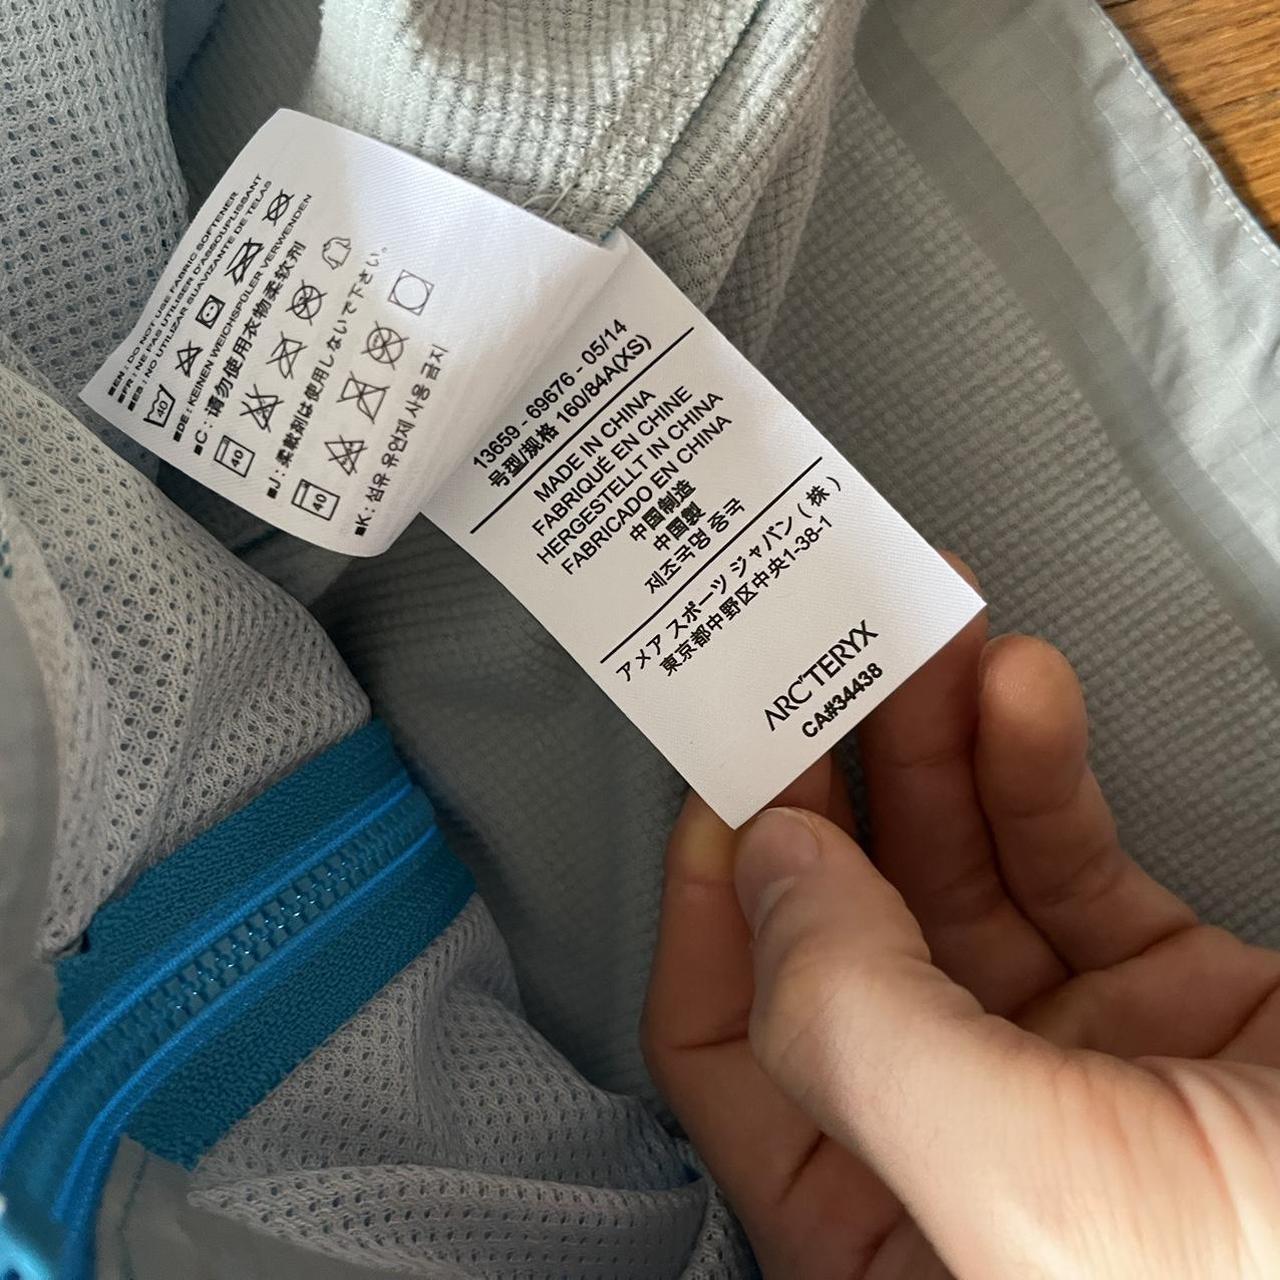 ■EN : DO NOT USE FABRIC SOFTENER
■FR : NE PAS UTILISER D'ASSOUPLISSANT
■ES : NO UTILIZAR SUAVIZANTE DE TELAS
40
■DE : KEINEN WEICHSPÜLER VERWENDEN
■C : 请勿使用衣物柔软剂
40
■J : 柔軟剤は使用しないで下さい。
40
■K : 섬유 유연제 사용 금지
13659 - 69676 - 05/14
号型/规格 160/84A(XS)
MADE IN CHINA
FABRIQUÉ EN CHINE
HERGESTELLT IN CHINA
FABRICADO EN CHINA
中国制造
中国製
제조국명 중국
アメア スポーツ ジャパン (株)
東京都中野区中央1-38-1
ARC'TERYX
CA#34438